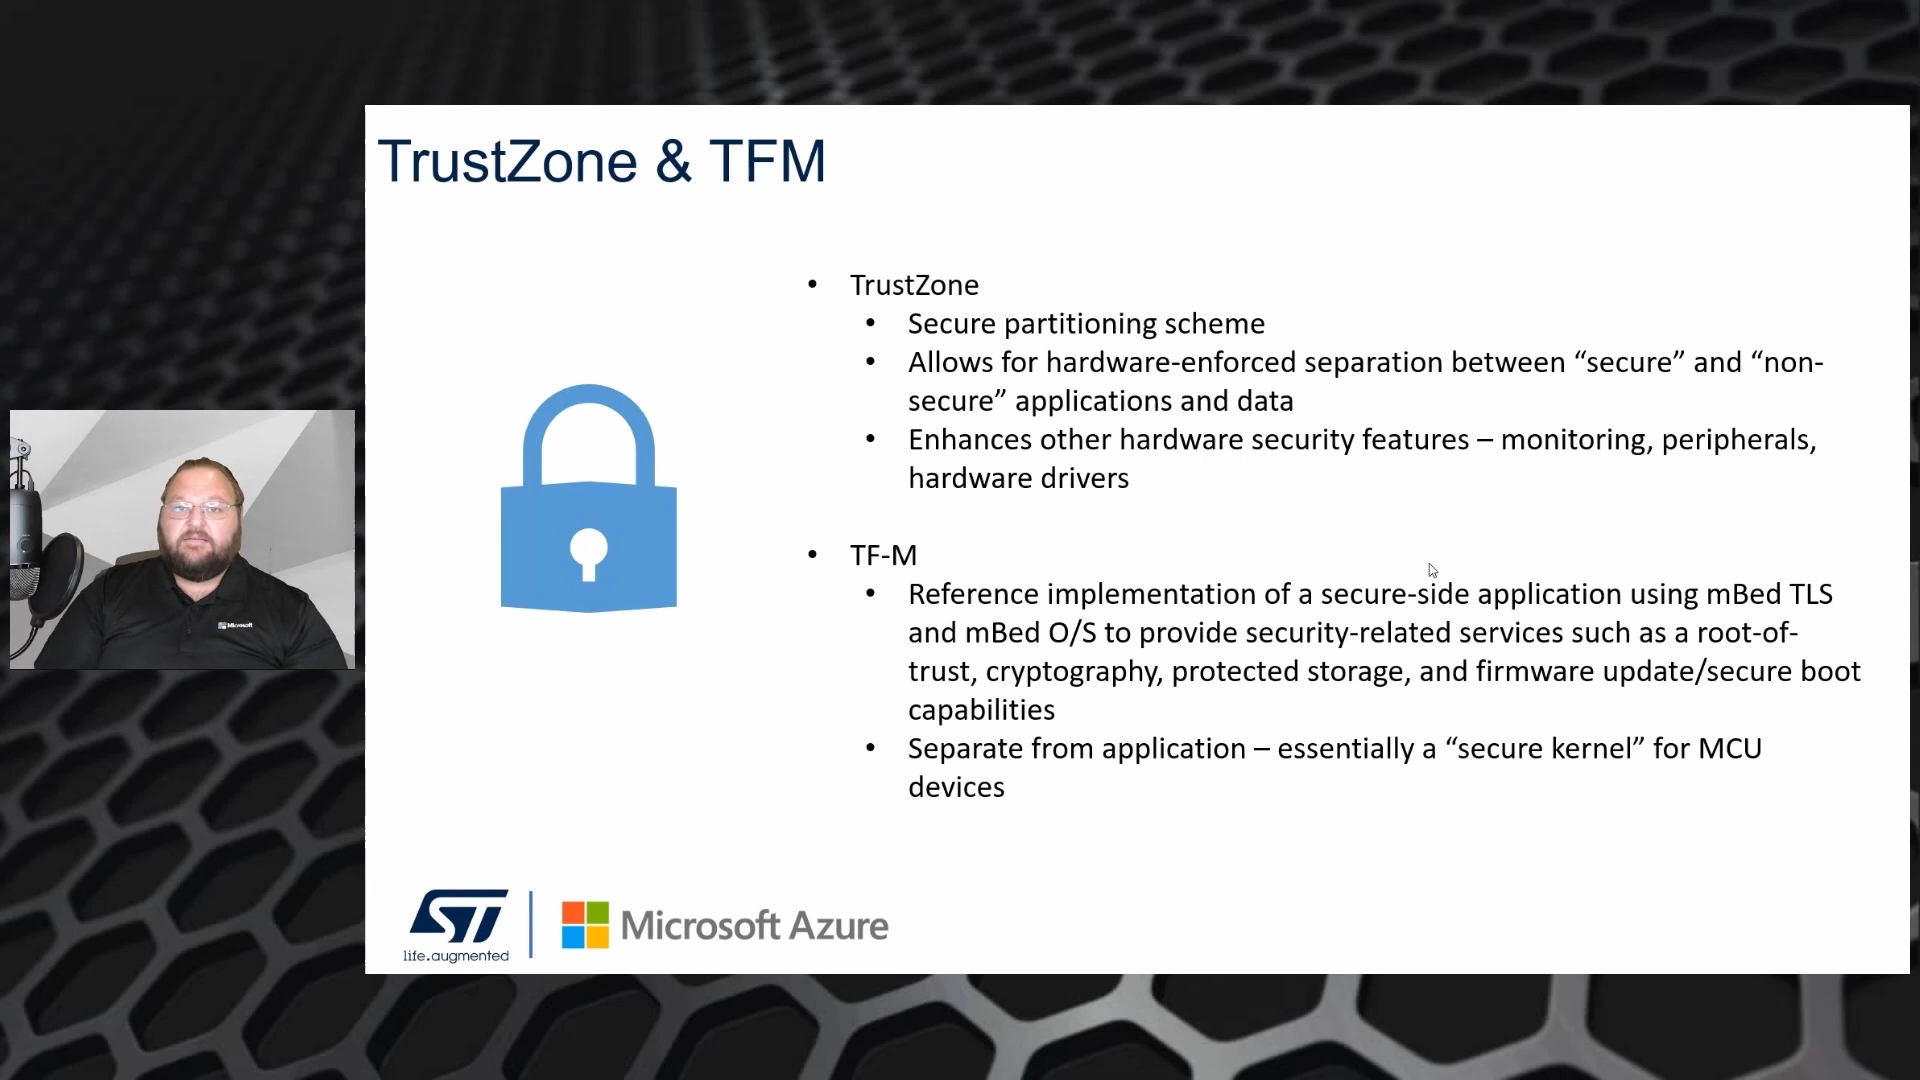 TrustZone & TFM
• TrustZone
• Secure partitioning scheme
• Allows for hardware-enforced separation between “secure” and “non-
secure” applications and data
• Enhances other hardware security features – monitoring, peripherals,
hardware drivers
• TF-M
• Reference implementation of a secure-side application using mBed TLS
and mBed O/S to provide security-related services such as a root-of-
trust, cryptography, protected storage, and firmware update/secure boot
capabilities
• Separate from application – essentially a “secure kernel” for MCU
devices
Microsoft
ST
life.augmented
Microsoft Azure